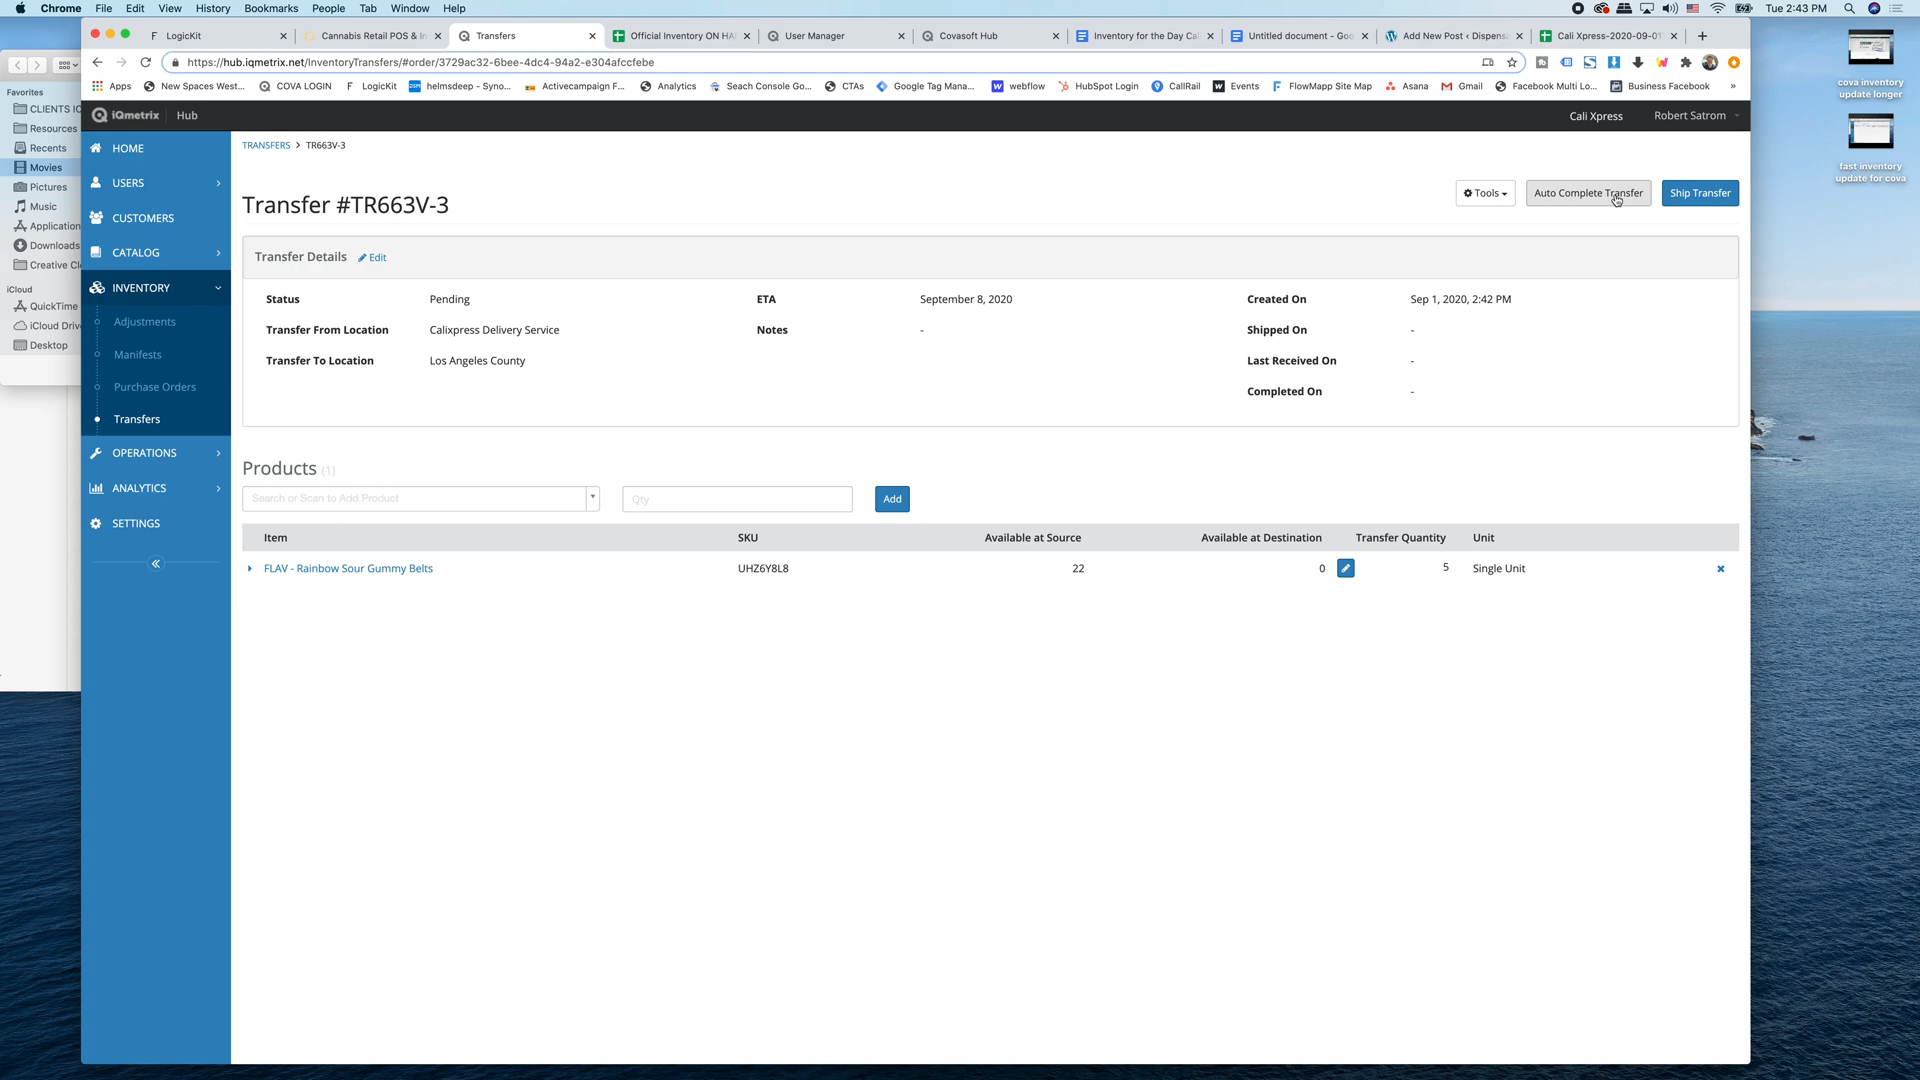 Chrome File Edit View History Bookmarks People Tab Window Help Tue 2:43 PM
LogicKit Cannabis Retail POS & In Transfers Official Inventory ON HA User Manager Covasoft Hub Inventory for the Day Ca Untitled document - Goo Add New Post ‹ Dispens Cali Xpress-2020-09-01
https://hub.iqmetrix.net/InventoryTransfers/#order/3729ac32-6bee-4dc4-94a2-e304afccfebe
Apps New Spaces West... COVA LOGIN LogicKit helmsdeep - Syno... Activecampaign F... Analytics Seach Console Go... CTAs Google Tag Mana... webflow HubSpot Login CallRail Events FlowMapp Site Map Asana Gmail Facebook Multi Lo... Business Facebook »
cova inventory
update longer
fast inventory
update for cova
Favorites
CLIENTS
Resources
Recents
Movies
Pictures
Music
Application
Downloads
Creative Cl
iCloud
QuickTime
iCloud Driv
Desktop
iQmetrix Hub Cali Xpress Robert Satrom
HOME
USERS
CUSTOMERS
CATALOG
INVENTORY
Adjustments
Manifests
Purchase Orders
Transfers
OPERATIONS
ANALYTICS
SETTINGS
«
TRANSFERS > TR663V-3
Transfer #TR663V-3
Tools Auto Complete Transfer Ship Transfer
Transfer Details Edit
Status Pending ETA September 8, 2020 Created On Sep 1, 2020, 2:42 PM
Transfer From Location Calixpress Delivery Service Notes - Shipped On -
Transfer To Location Los Angeles County Last Received On -
Completed On -
Products (1)
Search or Scan to Add Product Qty Add
Item SKU Available at Source Available at Destination Transfer Quantity Unit
FLAV - Rainbow Sour Gummy Belts UHZ6Y8L8 22 0 5 Single Unit